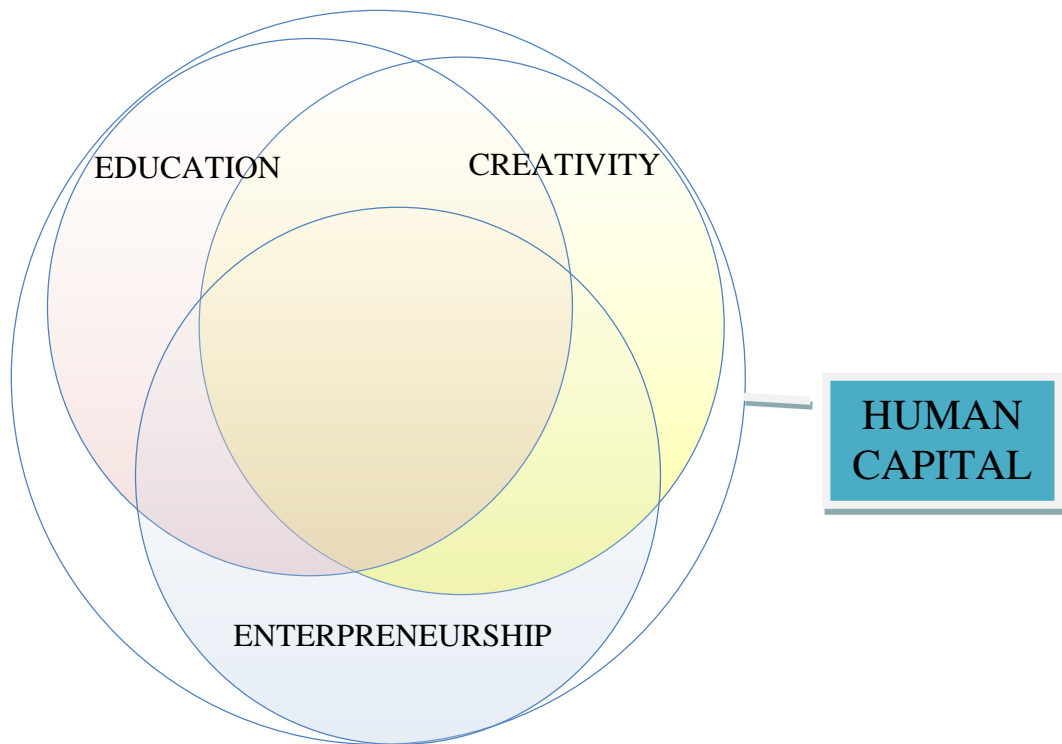 EDUCATION
CREATIVITY
HUMAN
CAPITAL
ENTERPRENEURSHIP